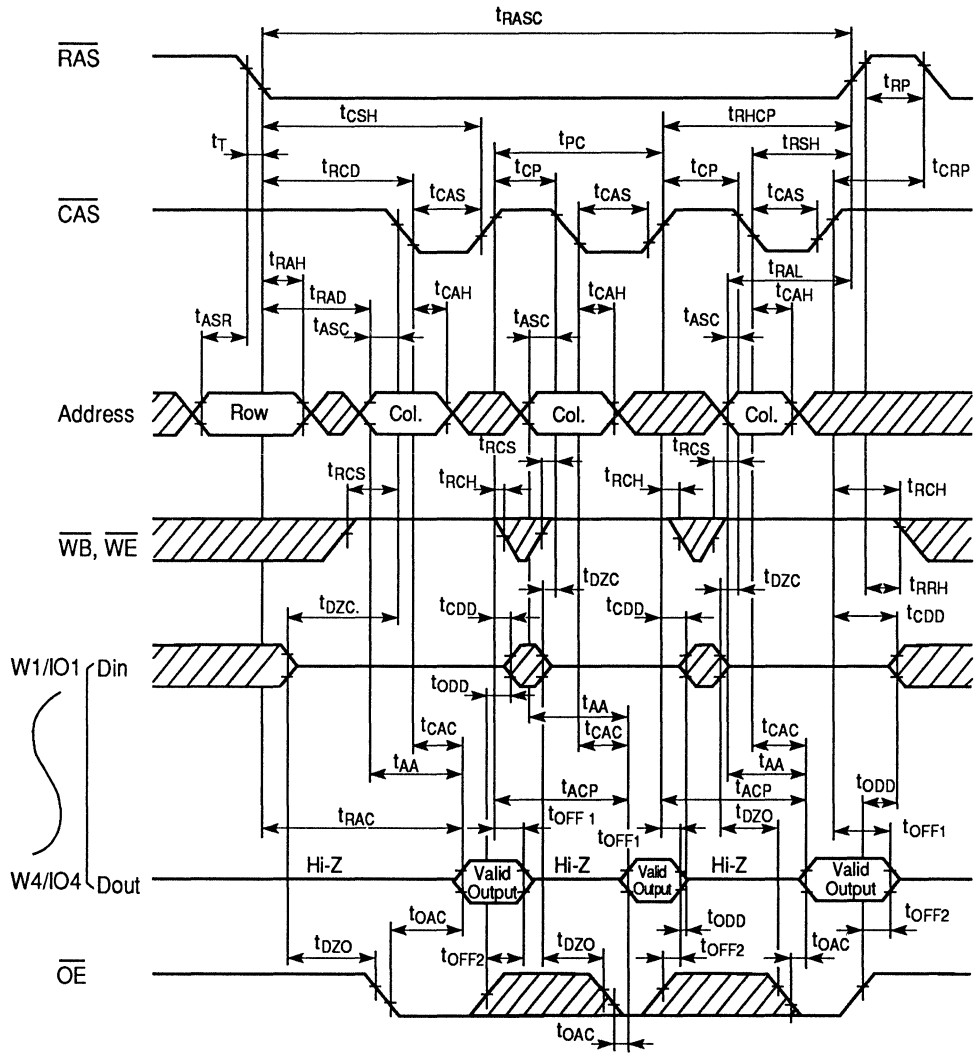 tRASC
RAS
tRP
tCSH
tRHCP
tT
tPC
tRSH
tRCD
tCP
tCP
tCRP
tCAS
tCAS
tCAS
CAS
tRAH
tRAL
tRAD
tCAH
tCAH
tCAH
tASR
tASC
tASC
tASC
Address
Row
Col.
Col.
Col.
tRCS
tRCS
tRCS
tRCH
tRCH
tRCH
WB, WE
tDZC
tDZC
tRRH
tDZC.
tCDD
tCDD
tCDD
W1/IO1
Din
tODD
tAA
tCAC
tCAC
tCAC
tAA
tAA
tACP
tACP
tODD
tRAC
tOFF 1
tOFF1
tDZO
tOFF1
W4/IO4
Dout
Hi-Z
Valid
Output
Hi-Z
Valid
Output
Hi-Z
Valid
Output
tODD
tOFF2
tOAC
tOAC
tDZO
tDZO
tOFF2
tOFF2
OE
tOAC